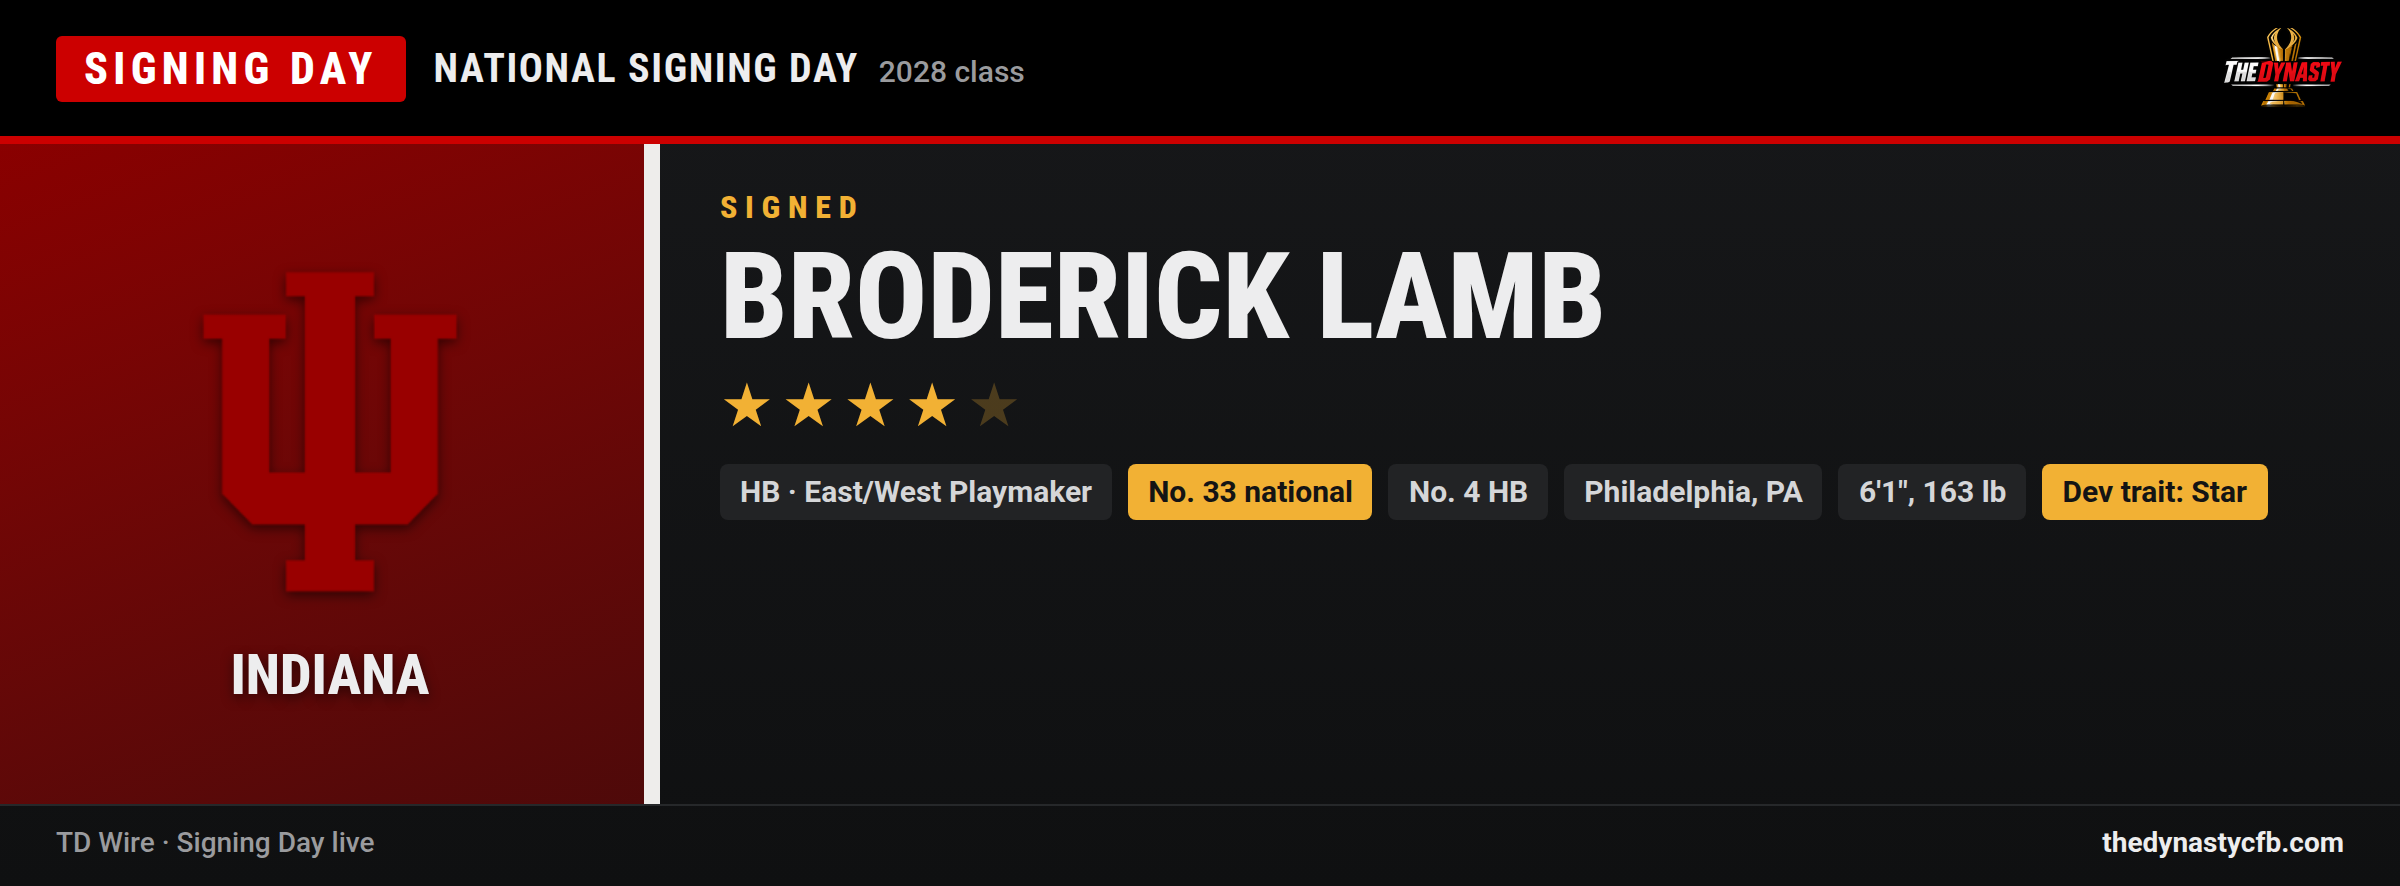 SIGNING DAY NATIONAL SIGNING DAY 2028 class
THE DYNASTY
INDIANA
SIGNED
BRODERICK LAMB
HB · East/West Playmaker No. 33 national No. 4 HB Philadelphia, PA 6'1", 163 lb Dev trait: Star
TD Wire · Signing Day live
thedynastycfb.com